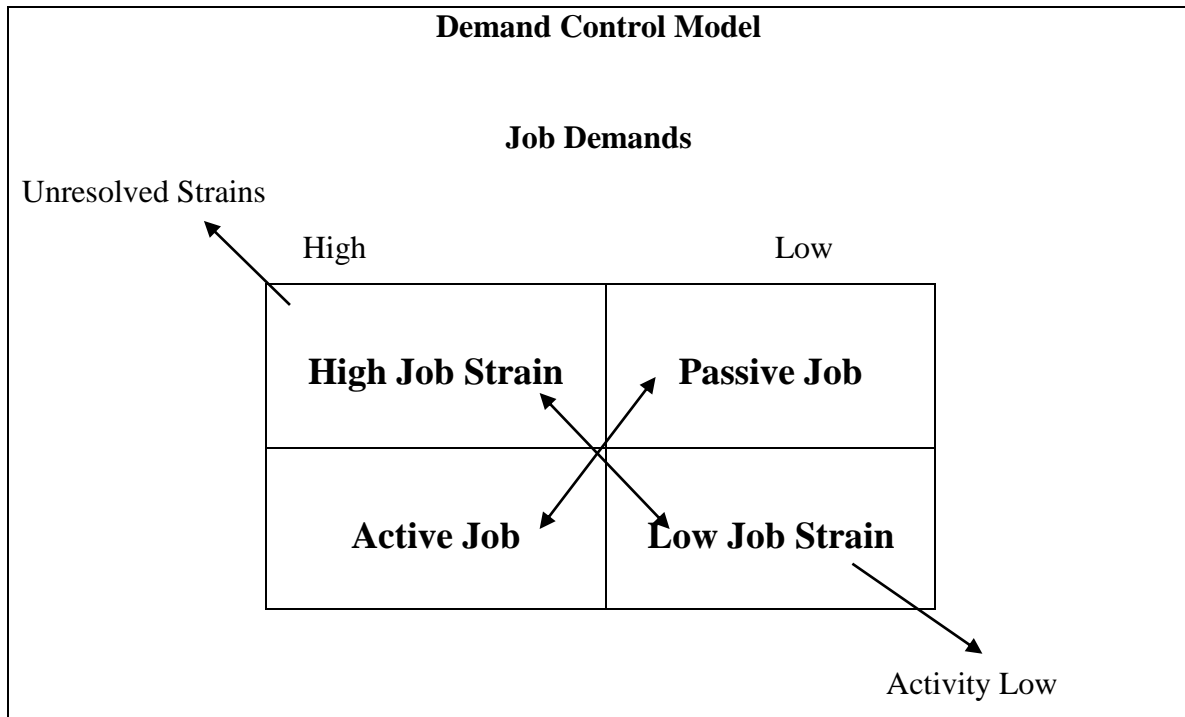 Demand Control Model
Job Demands
Unresolved Strains
High
Low
High Job Strain
Passive Job
Active Job
Low Job Strain
Activity Low